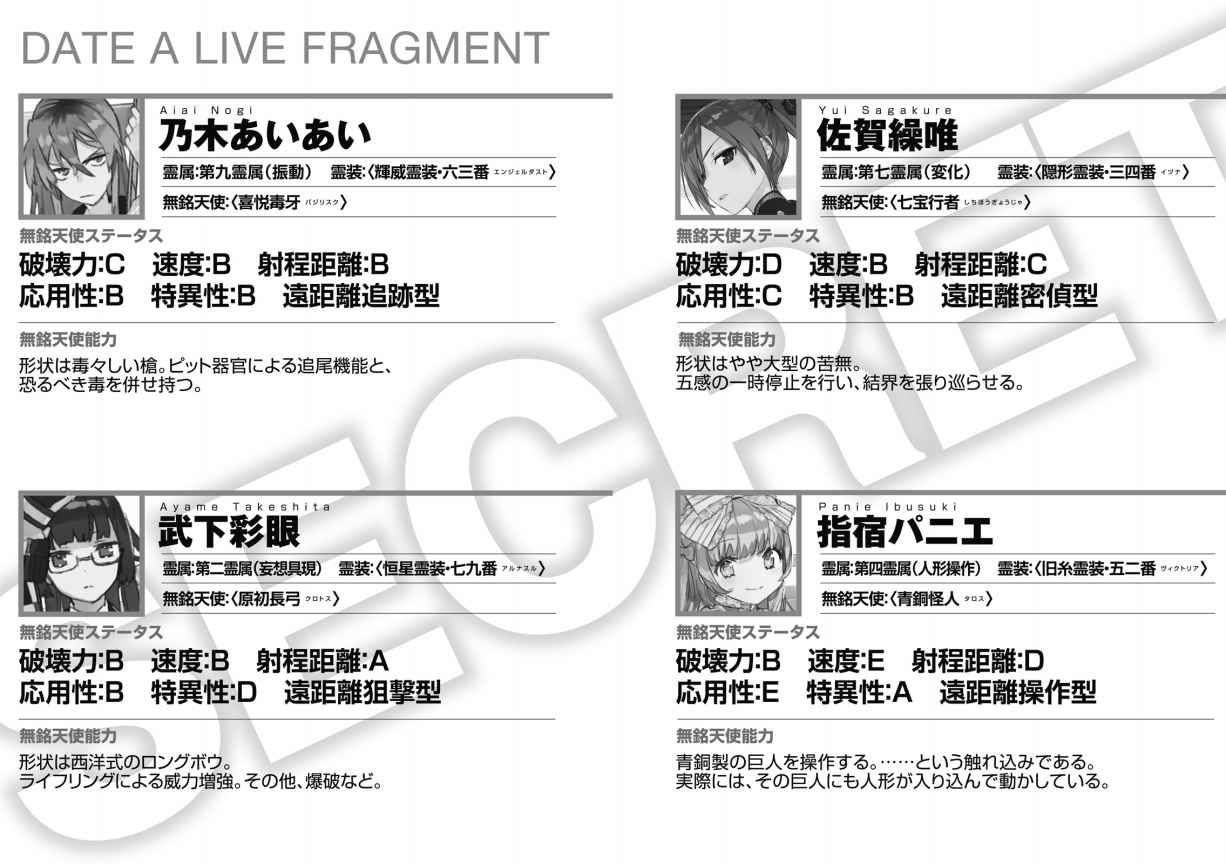 DATE A LIVE FRAGMENT
Aiai Nogi
乃木あいあい
霊属:第九霊属(振動) 霊装:〈輝威霊装・六三番 エンジェルダスト〉
無銘天使:〈喜悦毒牙 バジリスク〉
無銘天使ステータス
破壊力:C 速度:B 射程距離:B
応用性:B 特異性:B 遠距離追跡型
無銘天使能力
形状は毒々しい槍。ピット器官による追尾機能と、
恐るべき毒を併せ持つ。
Yui Sagakure
佐賀繰唯
霊属:第七霊属(変化) 霊装:〈隠形霊装・三四番 イヅナ〉
無銘天使:〈七宝行者 しちほうぎょうじゃ〉
無銘天使ステータス
破壊力:D 速度:B 射程距離:C
応用性:C 特異性:B 遠距離密偵型
無銘天使能力
形状はやや大型の苦無。
五感の一時停止を行い、結界を張り巡らせる。
Ayame Takeshita
武下彩眼
霊属:第二霊属(妄想具現) 霊装:〈恒星霊装・七九番 アルナスル〉
無銘天使:〈原初長弓 クロトス〉
無銘天使ステータス
破壊力:B 速度:B 射程距離:A
応用性:B 特異性:D 遠距離狙撃型
無銘天使能力
形状は西洋式のロングボウ。
ライフリングによる威力増強。その他、爆破など。
Panie Ibusuki
指宿パニエ
霊属:第四霊属(人形操作) 霊装:〈旧糸霊装・五二番 ヴィクトリア〉
無銘天使:〈青銅怪人 タロス〉
無銘天使ステータス
破壊力:B 速度:E 射程距離:D
応用性:E 特異性:A 遠距離操作型
無銘天使能力
青銅製の巨人を操作する。……という触れ込みである。
実際には、その巨人にも人形が入り込んで動かしている。
SECRET